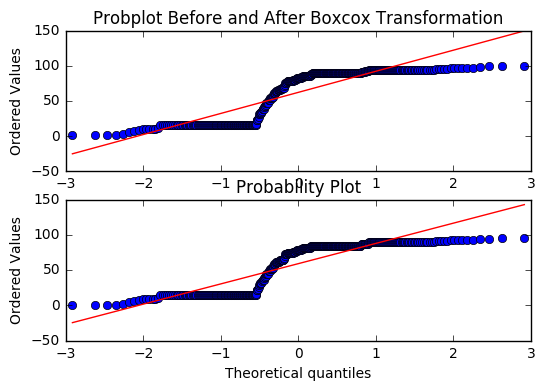 Probplot Before and After Boxcox Transformation
150
100
50
0
−50
Ordered Values
−3 −2 −1 0 1 2 3
Probability Plot
150
100
50
0
−50
Ordered Values
−3 −2 −1 0 1 2 3
Theoretical quantiles